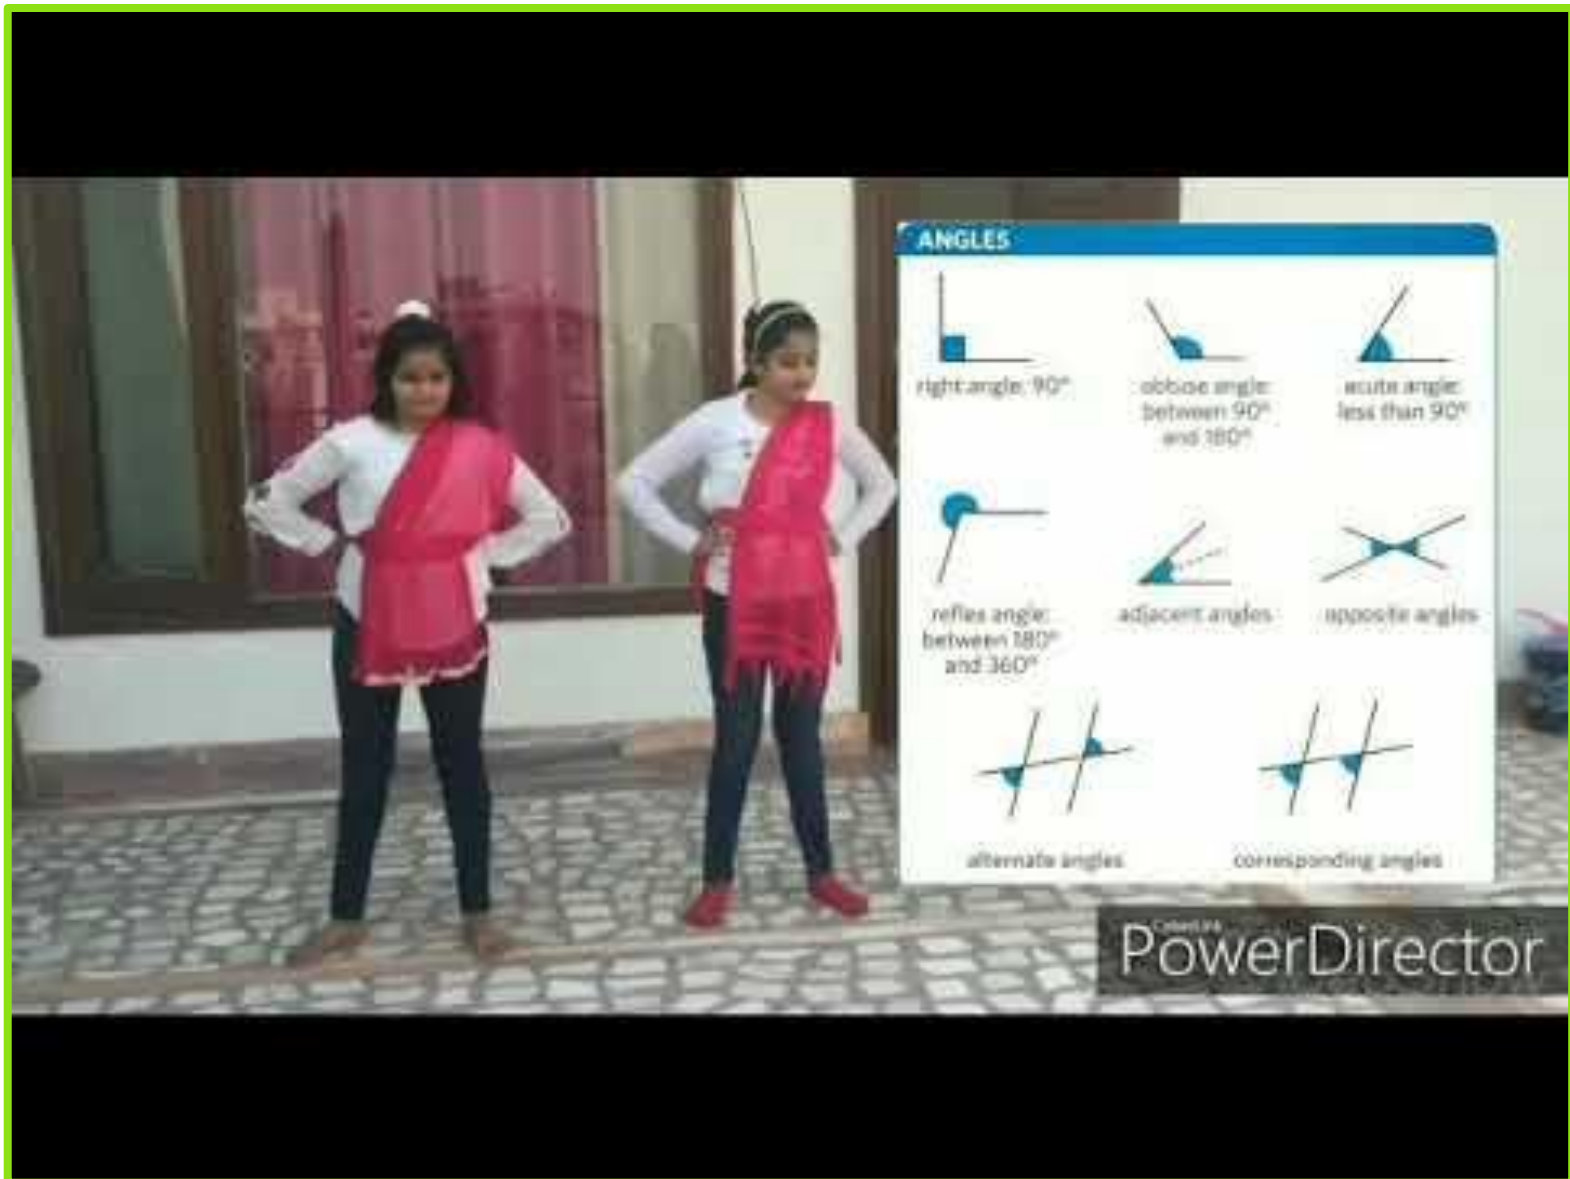 ANGLES
right angle: 90°
obtuse angle:
between 90°
and 180°
acute angle:
less than 90°
reflex angle:
between 180°
and 360°
adjacent angles
opposite angles
alternate angles
corresponding angles
CyberLink
PowerDirector